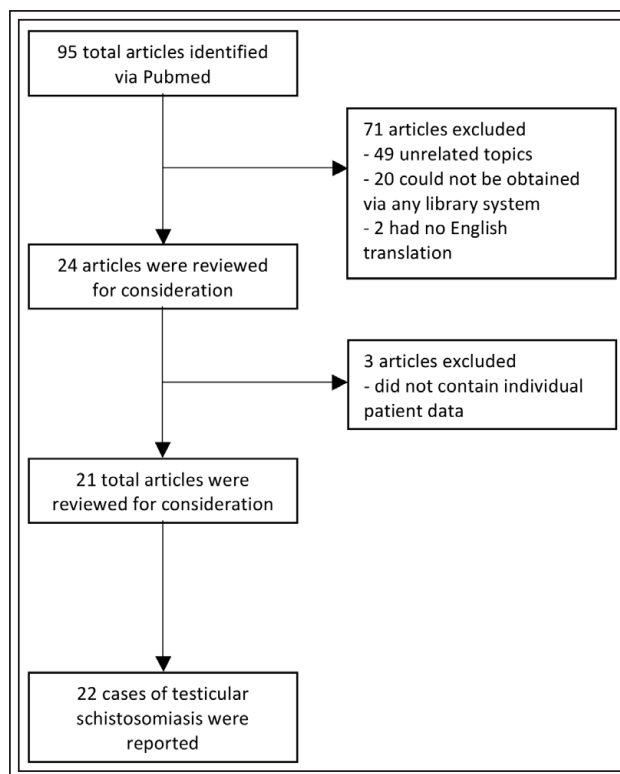 95 total articles identified
via Pubmed
71 articles excluded
- 49 unrelated topics
- 20 could not be obtained
via any library system
- 2 had no English
translation
24 articles were reviewed
for consideration
3 articles excluded
- did not contain individual
patient data
21 total articles were
reviewed for consideration
22 cases of testicular
schistosomiasis were
reported